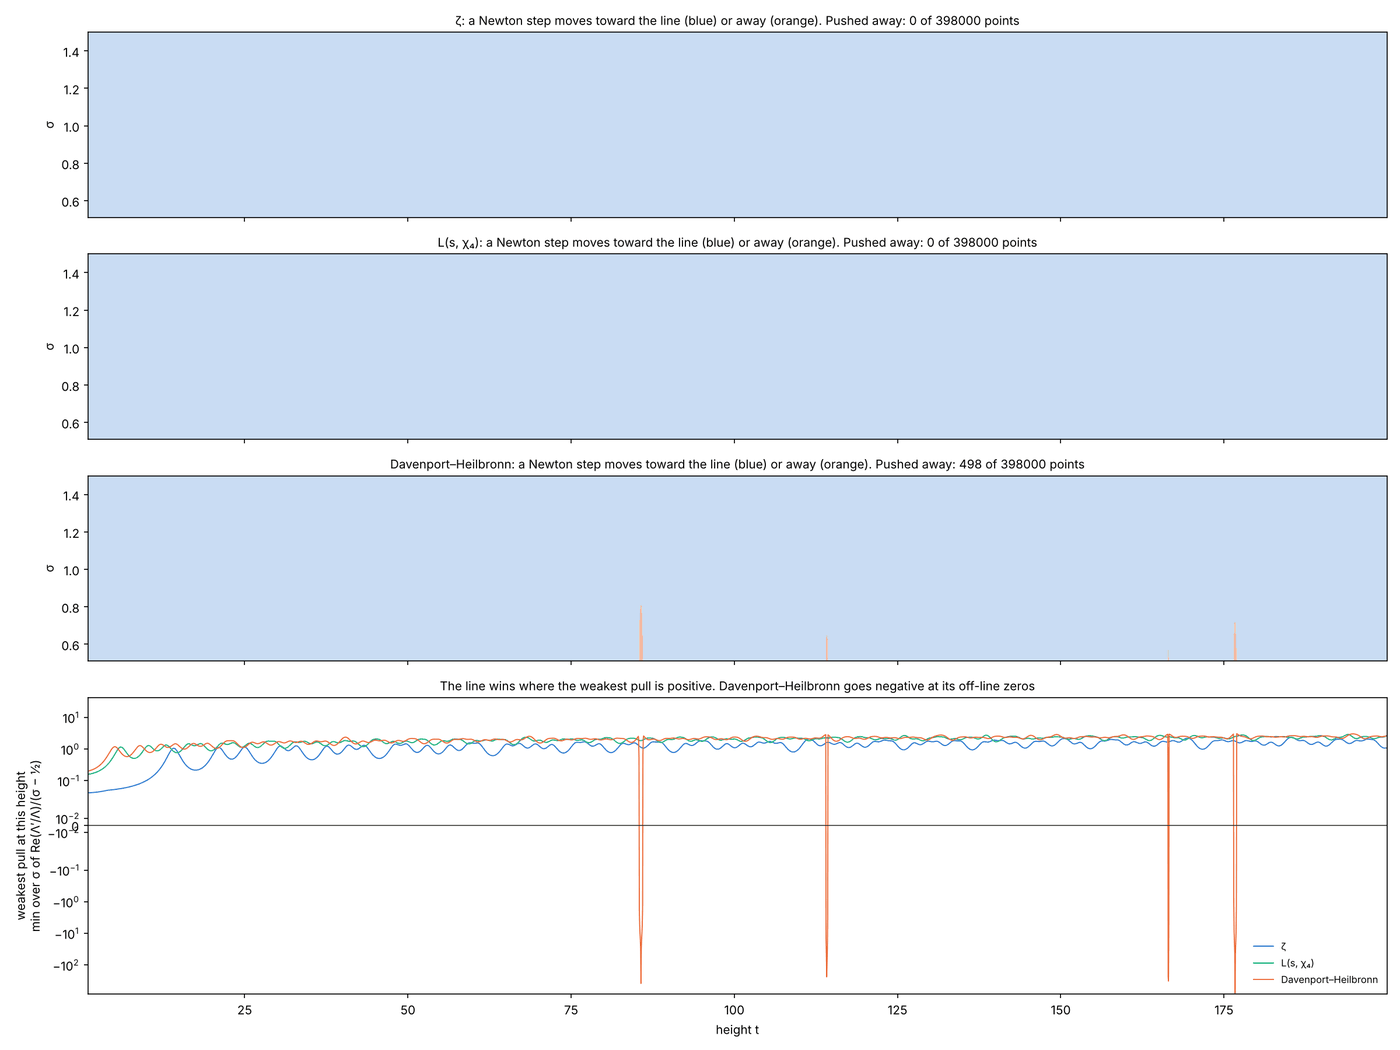 ζ: a Newton step moves toward the line (blue) or away (orange). Pushed away: 0 of 398000 points
1.4
1.2
1.0
0.8
0.6
σ
L(s, χ₄): a Newton step moves toward the line (blue) or away (orange). Pushed away: 0 of 398000 points
1.4
1.2
1.0
0.8
0.6
σ
Davenport–Heilbronn: a Newton step moves toward the line (blue) or away (orange). Pushed away: 498 of 398000 points
1.4
1.2
1.0
0.8
0.6
σ
The line wins where the weakest pull is positive. Davenport–Heilbronn goes negative at its off-line zeros
10¹
10⁰
10⁻¹
10⁻²
0
−10⁻²
−10⁻¹
−10⁰
−10¹
−10²
weakest pull at this height
min over σ of Re(Λ′/Λ)/(σ − ½)
ζ
L(s, χ₄)
Davenport–Heilbronn
25 50 75 100 125 150 175
height t